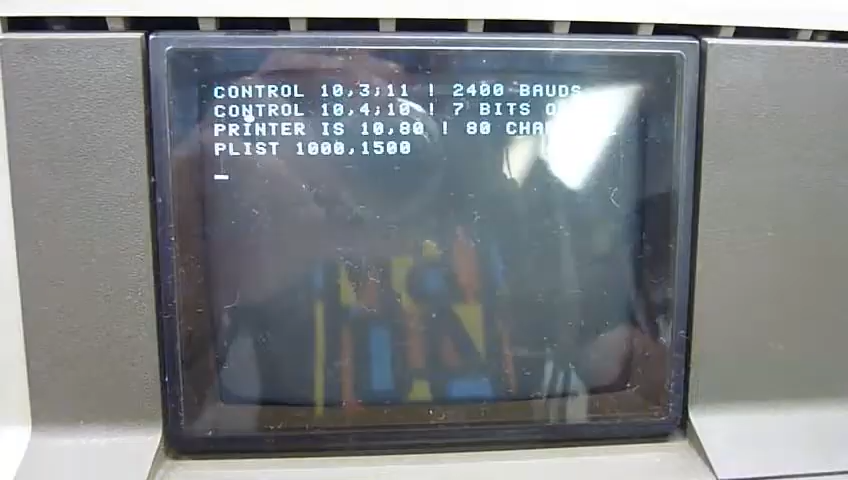 CONTROL 10,3;11 ! 2400 BAUDS
CONTROL 10,4;10 ! 7 BITS
PRINTER IS 10,80 ! 80
PLIST 1000,1500